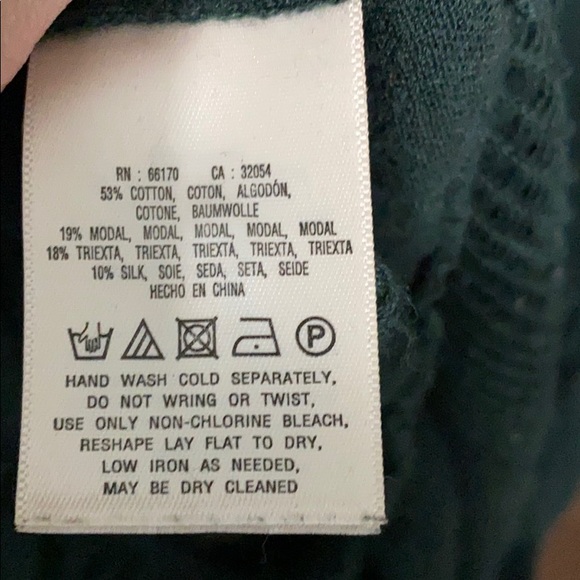 RN : 66170 CA : 32054
53% COTTON, COTON, ALGODÓN,
COTONE, BAUMWOLLE
19% MODAL, MODAL, MODAL, MODAL, MODAL
18% TRIEXTA, TRIEXTA, TRIEXTA, TRIEXTA, TRIEXTA
10% SILK, SOIE, SEDA, SETA, SEIDE
HECHO EN CHINA
P
HAND WASH COLD SEPARATELY,
DO NOT WRING OR TWIST,
USE ONLY NON-CHLORINE BLEACH,
RESHAPE LAY FLAT TO DRY,
LOW IRON AS NEEDED,
MAY BE DRY CLEANED